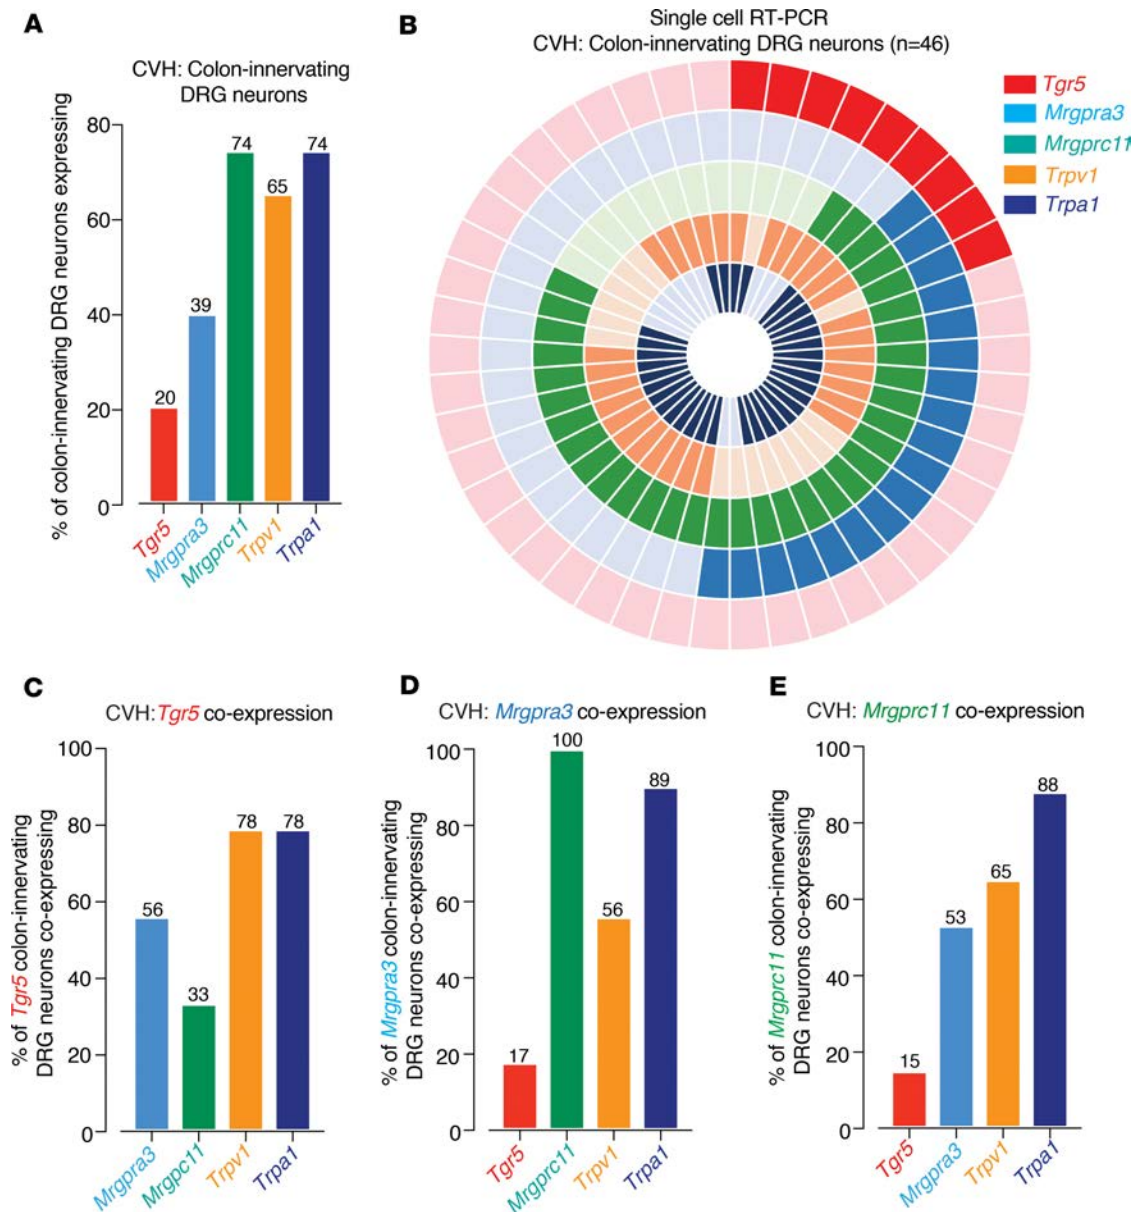 A
CVH: Colon-innervating
DRG neurons
% of colon-innervating DRG neurons expressing
80
60
40
20
0
20
39
74
65
74
Tgr5
Mrgpra3
Mrgprc11
Trpv1
Trpa1
B
Single cell RT-PCR
CVH: Colon-innervating DRG neurons (n=46)
Tgr5
Mrgpra3
Mrgprc11
Trpv1
Trpa1
C
CVH: Tgr5 co-expression
% of Tgr5 colon-innervating
DRG neurons co-expressing
100
80
60
40
20
0
56
33
78
78
Mrgpra3
Mrgpc11
Trpv1
Trpa1
D
CVH: Mrgpra3 co-expression
% of Mrgpra3 colon-innervating
DRG neurons co-expressing
100
80
60
40
20
0
17
100
56
89
Tgr5
Mrgprc11
Trpv1
Trpa1
E
CVH: Mrgprc11 co-expression
% of Mrgprc11 colon-innervating
DRG neurons co-expressing
100
80
60
40
20
0
15
53
65
88
Tgr5
Mrgpra3
Trpv1
Trpa1